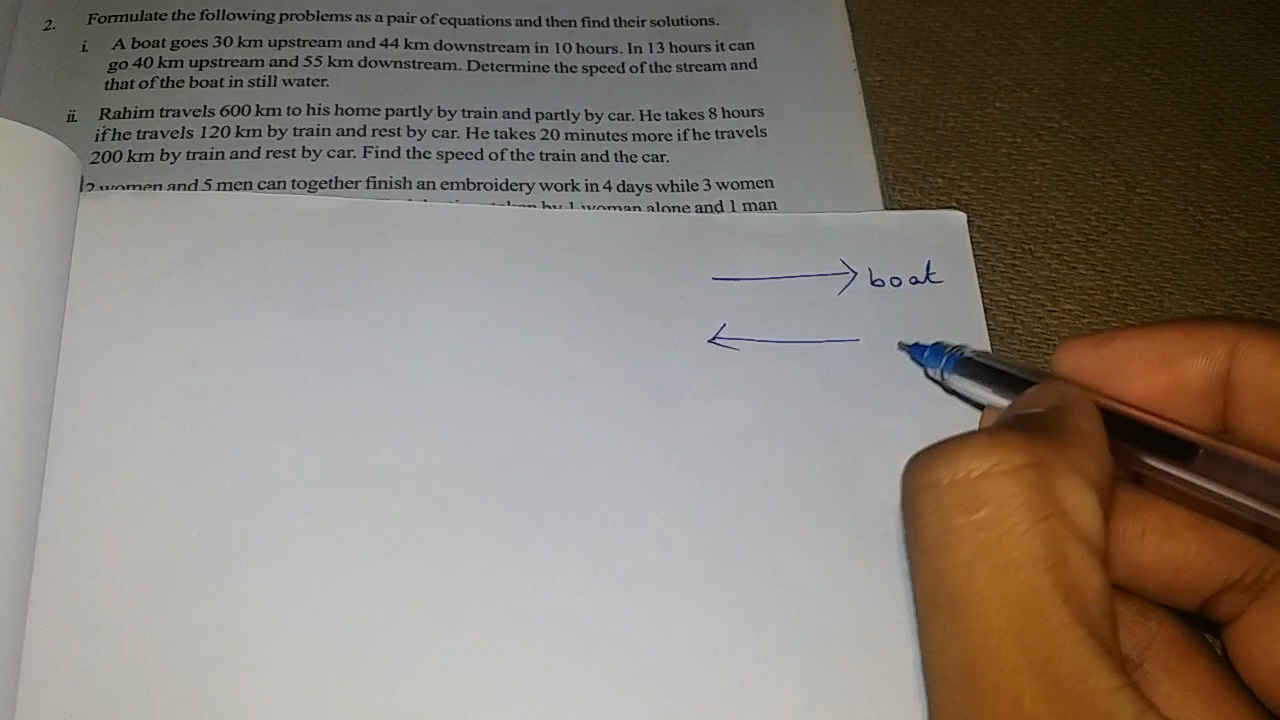 2. Formulate the following problems as a pair of equations and then find their solutions.
i. A boat goes 30 km upstream and 44 km downstream in 10 hours. In 13 hours it can
go 40 km upstream and 55 km downstream. Determine the speed of the stream and
that of the boat in still water.
ii. Rahim travels 600 km to his home partly by train and partly by car. He takes 8 hours
if he travels 120 km by train and rest by car. He takes 20 minutes more if he travels
200 km by train and rest by car. Find the speed of the train and the car.
2 women and 5 men can together finish an embroidery work in 4 days while 3 women
by 1 woman alone and 1 man
boat